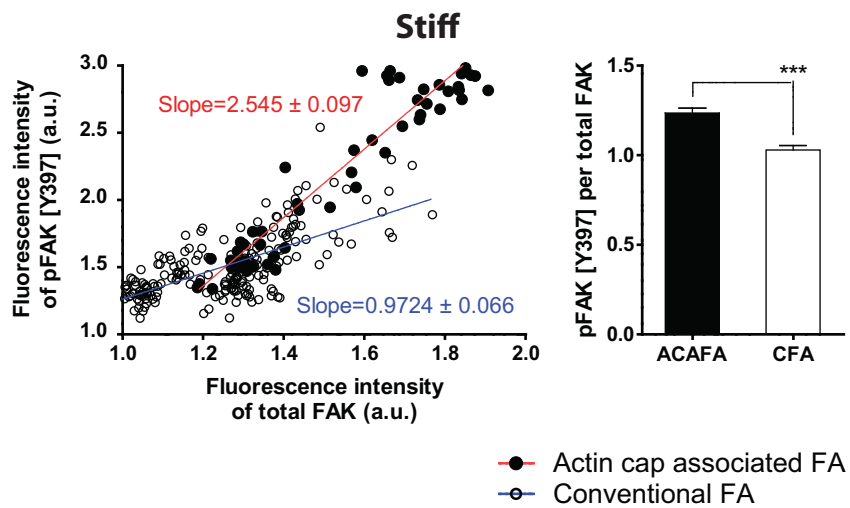 Stiff
Fluorescence intensity
of pFAK [Y397] (a.u.)
3.0
2.5
2.0
1.5
1.0
Slope=2.545 ± 0.097
Slope=0.9724 ± 0.066
1.0 1.2 1.4 1.6 1.8 2.0
Fluorescence intensity
of total FAK (a.u.)
pFAK [Y397] per total FAK
1.5
1.0
0.5
0.0
***
ACAFA CFA
Actin cap associated FA
Conventional FA